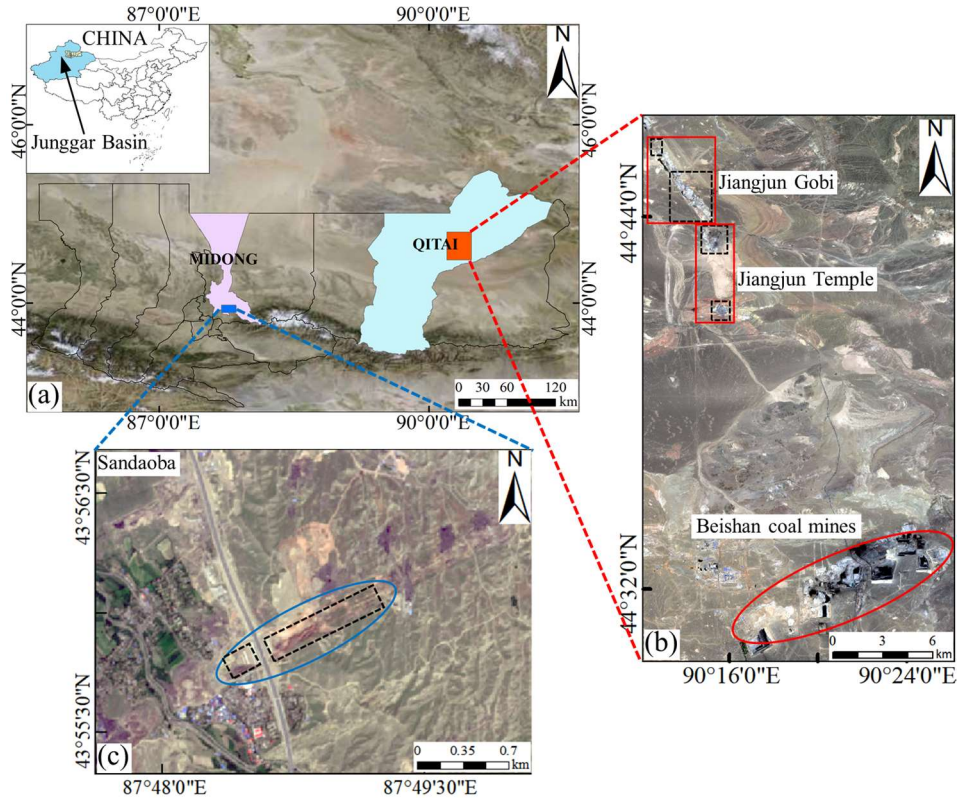 87°0'0"E
90°0'0"E
CHINA
Junggar Basin
N
46°0'0"N
46°0'0"N
MIDONG
QITAI
44°0'0"N
44°0'0"N
(a)
0 30 60 120
km
87°0'0"E
90°0'0"E
N
Jiangjun Gobi
44°44'0"N
Jiangjun Temple
Beishan coal mines
44°32'0"N
(b)
0 3 6
km
90°16'0"E
90°24'0"E
Sandaoba
N
43°56'30"N
43°55'30"N
(c)
0 0.35 0.7
km
87°48'0"E
87°49'30"E